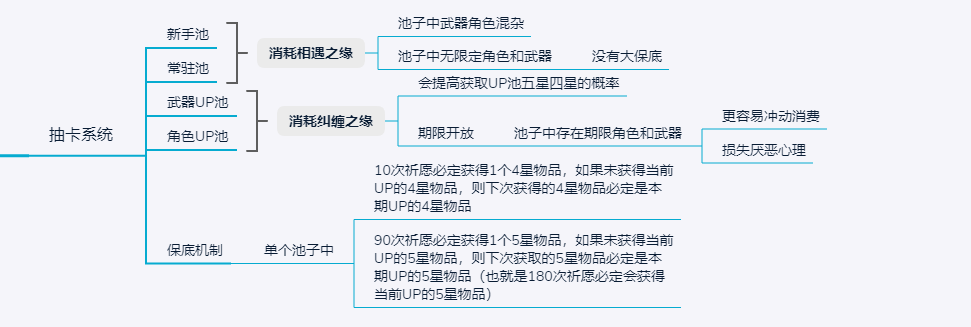 抽卡系统
新手池
常驻池
消耗相遇之缘
池子中武器角色混杂
池子中无限定角色和武器
没有大保底
武器UP池
角色UP池
消耗纠缠之缘
会提高获取UP池五星四星的概率
期限开放
池子中存在期限角色和武器
更容易冲动消费
损失厌恶心理
保底机制
单个池子中
10次祈愿必定获得1个4星物品，如果未获得当前
UP的4星物品，则下次获得的4星物品必定是本
期UP的4星物品
90次祈愿必定获得1个5星物品，如果未获得当前
UP的5星物品，则下次获取的5星物品必定是本
期UP的5星物品（也就是180次祈愿必定会获得
当前UP的5星物品）